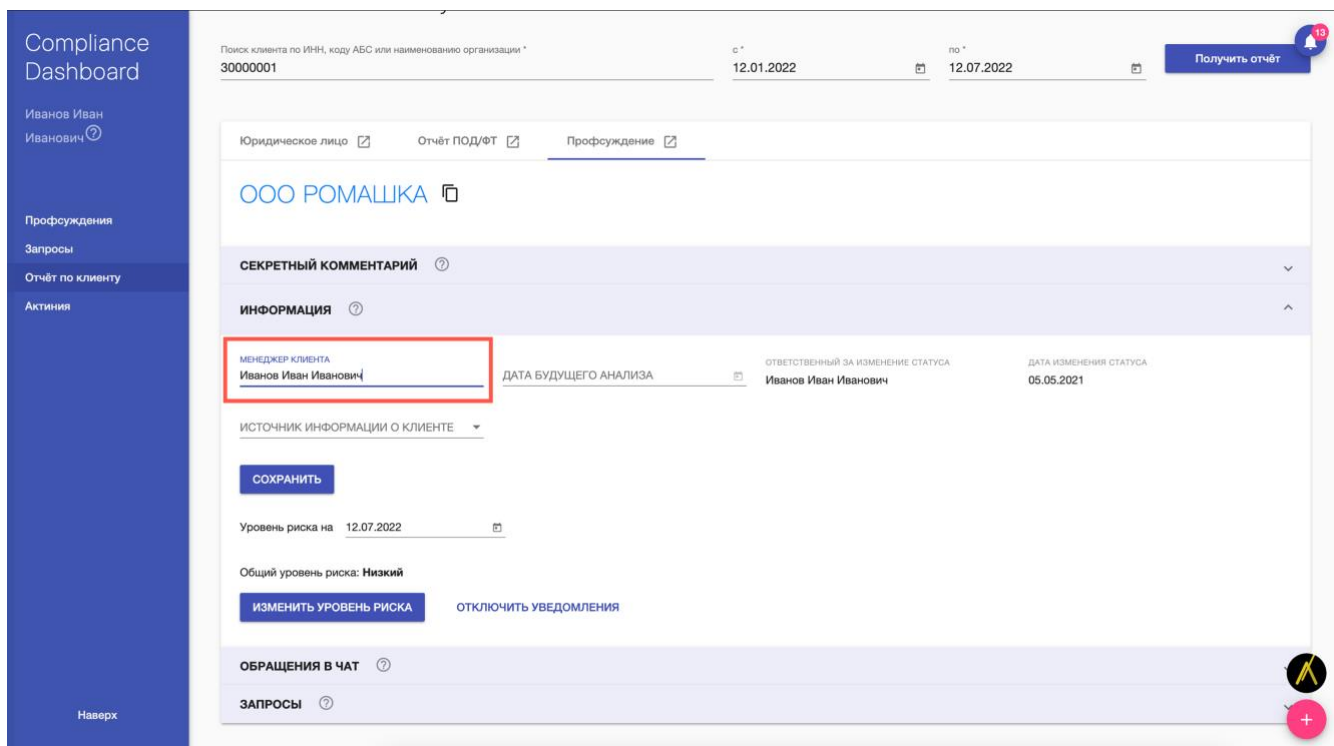 Compliance
Dashboard
Иванов Иван
Иванович
Профсуждения
Запросы
Отчёт по клиенту
Актиния
Наверх
Поиск клиента по ИНН, коду АБС или наименованию организации *
30000001
с *
12.01.2022
по *
12.07.2022
Получить отчёт
13
Юридическое лицо
Отчёт ПОД/ФТ
Профсуждение
ООО РОМАШКА
СЕКРЕТНЫЙ КОММЕНТАРИЙ
ИНФОРМАЦИЯ
МЕНЕДЖЕР КЛИЕНТА
Иванов Иван Иванович
ДАТА БУДУЩЕГО АНАЛИЗА
ОТВЕТСТВЕННЫЙ ЗА ИЗМЕНЕНИЕ СТАТУСА
Иванов Иван Иванович
ДАТА ИЗМЕНЕНИЯ СТАТУСА
05.05.2021
ИСТОЧНИК ИНФОРМАЦИИ О КЛИЕНТЕ
СОХРАНИТЬ
Уровень риска на 12.07.2022
Общий уровень риска: Низкий
ИЗМЕНИТЬ УРОВЕНЬ РИСКА
ОТКЛЮЧИТЬ УВЕДОМЛЕНИЯ
ОБРАЩЕНИЯ В ЧАТ
ЗАПРОСЫ